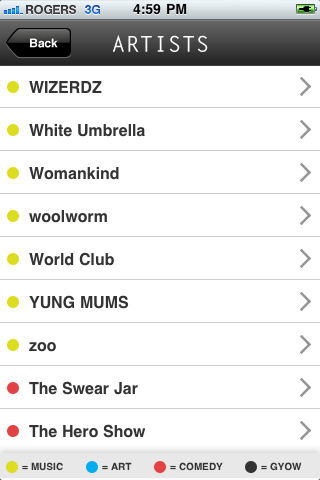 ROGERS 3G 4:59 PM
Back ARTISTS
WIZERDZ
White Umbrella
Womankind
woolworm
World Club
YUNG MUMS
zoo
The Swear Jar
The Hero Show
= MUSIC = ART = COMEDY = GYOW